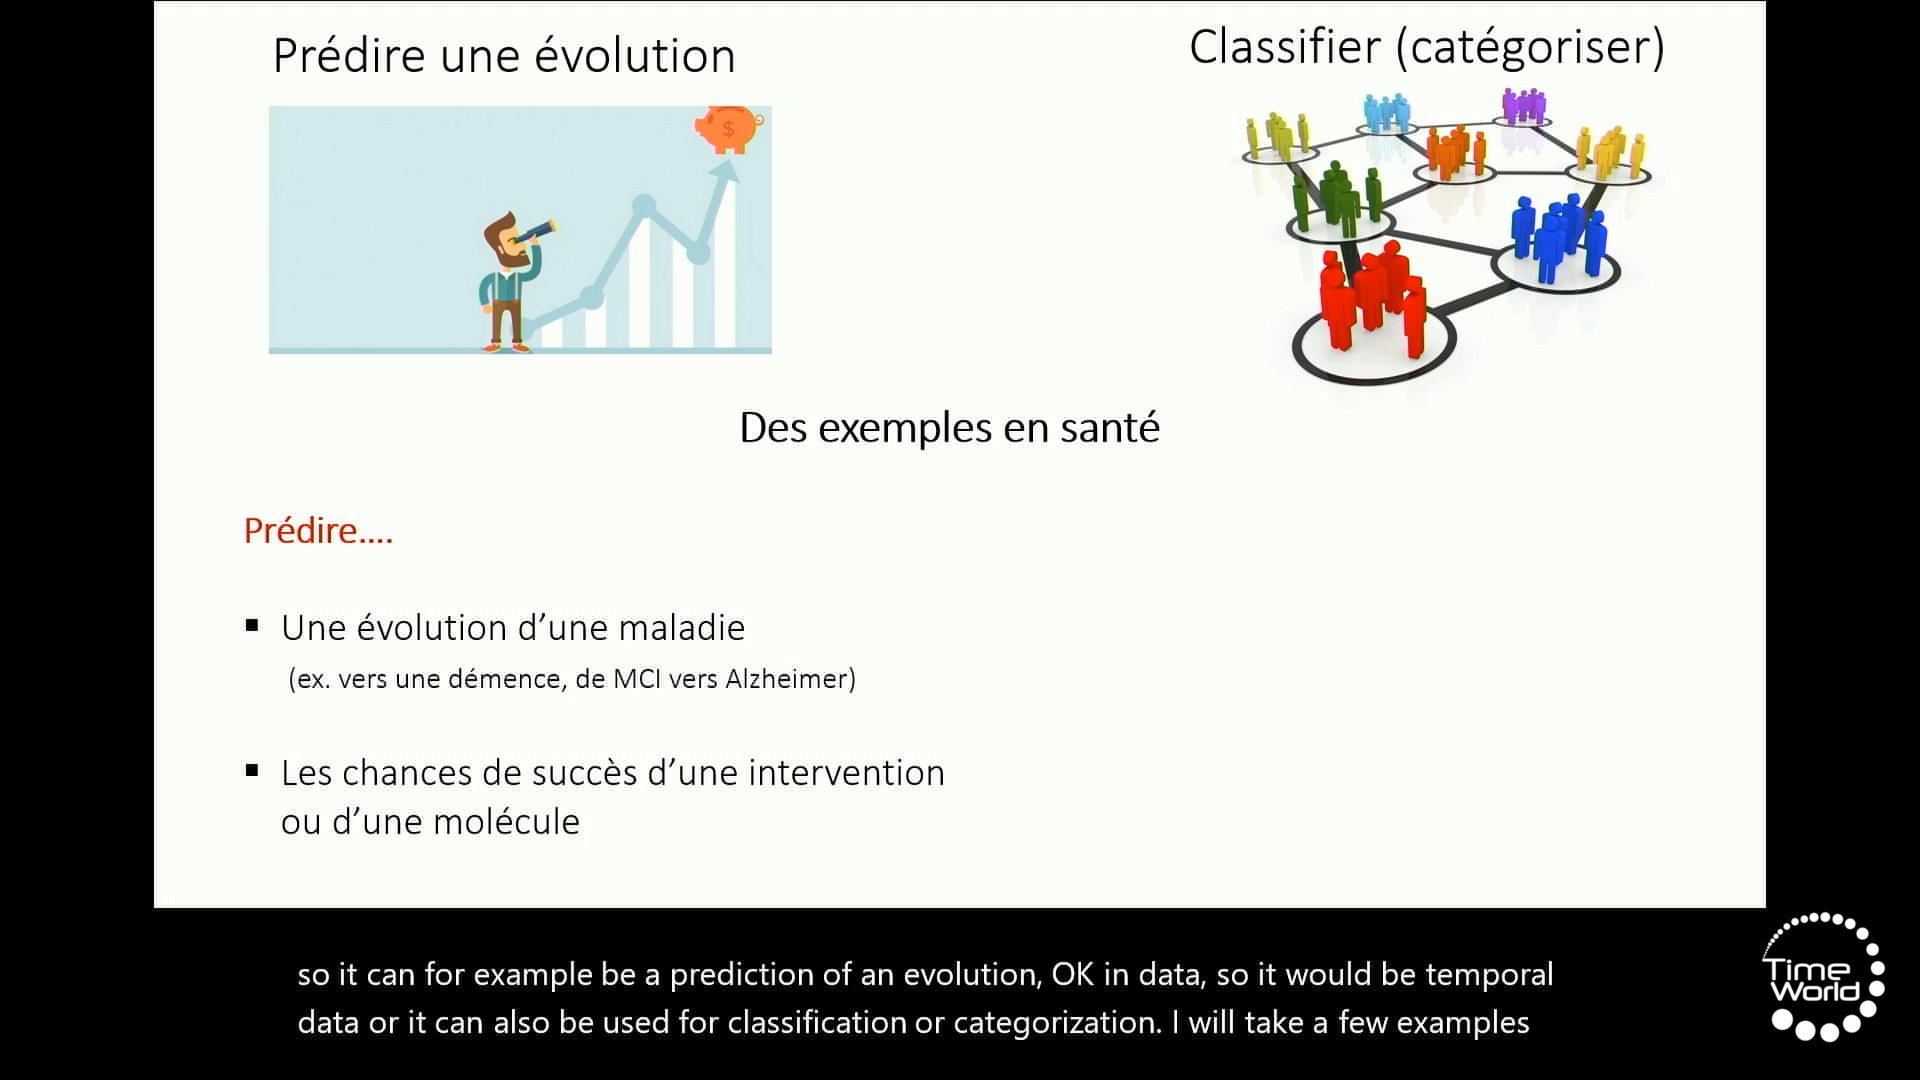 Prédire une évolution
Classifier (catégoriser)
$
Des exemples en santé
Prédire....
▪ Une évolution d’une maladie
(ex. vers une démence, de MCI vers Alzheimer)
▪ Les chances de succès d’une intervention
ou d’une molécule
so it can for example be a prediction of an evolution, OK in data, so it would be temporal
data or it can also be used for classification or categorization. I will take a few examples
Time
World